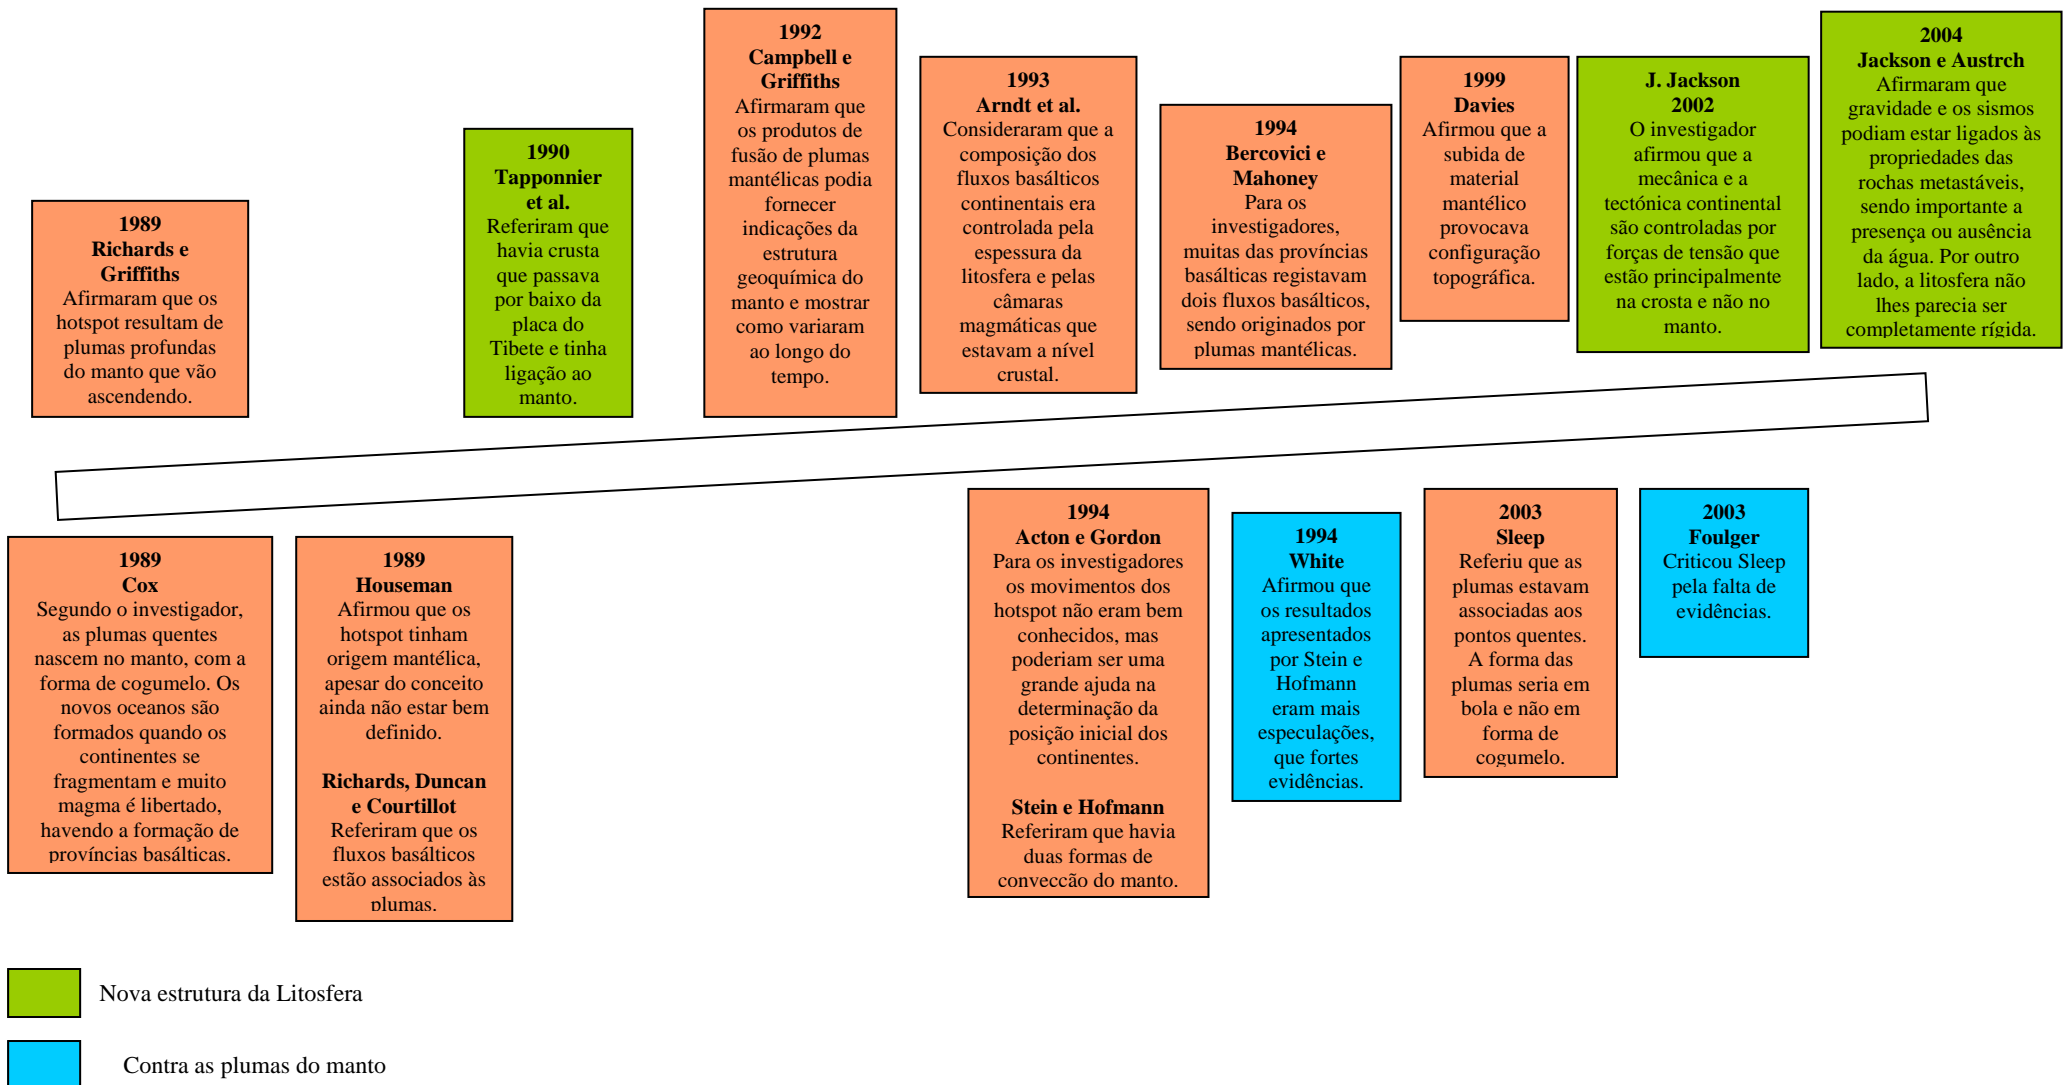 1989
Richards e
Griffiths
Afirmaram que os
hotspot resultam de
plumas profundas
do manto que vão
ascendendo.
1990
Tapponnier
et al.
Referiram que
havia crusta
que passava
por baixo da
placa do
Tibete e tinha
ligação ao
manto.
1992
Campbell e
Griffiths
Afirmaram que
os produtos de
fusão de plumas
mantélicas podia
fornecer
indicações da
estrutura
geoquímica do
manto e mostrar
como variaram
ao longo do
tempo.
1993
Arndt et al.
Consideraram que a
composição dos
fluxos basálticos
continentais era
controlada pela
espessura da
litosfera e pelas
câmaras
magmáticas que
estavam a nível
crustal.
1994
Bercovici e
Mahoney
Para os
investigadores,
muitas das províncias
basálticas registavam
dois fluxos basálticos,
sendo originados por
plumas mantélicas.
1999
Davies
Afirmou que a
subida de
material
mantélico
provocava
configuração
topográfica.
J. Jackson
2002
O investigador
afirmou que a
mecânica e a
tectónica continental
são controladas por
forças de tensão que
estão principalmente
na crosta e não no
manto.
2004
Jackson e Austrch
Afirmaram que
gravidade e os sismos
podiam estar ligados às
propriedades das
rochas metastáveis,
sendo importante a
presença ou ausência
da água. Por outro
lado, a litosfera não
lhes parecia ser
completamente rígida.
1989
Cox
Segundo o investigador,
as plumas quentes
nascem no manto, com a
forma de cogumelo. Os
novos oceanos são
formados quando os
continentes se
fragmentam e muito
magma é libertado,
havendo a formação de
províncias basálticas.
1989
Houseman
Afirmou que os
hotspot tinham
origem mantélica,
apesar do conceito
ainda não estar bem
definido.
Richards, Duncan
e Courtillot
Referiram que os
fluxos basálticos
estão associados às
plumas.
1994
Acton e Gordon
Para os investigadores
os movimentos dos
hotspot não eram bem
conhecidos, mas
poderiam ser uma
grande ajuda na
determinação da
posição inicial dos
continentes.
Stein e Hofmann
Referiram que havia
duas formas de
convecção do manto.
1994
White
Afirmou que
os resultados
apresentados
por Stein e
Hofmann
eram mais
especulações,
que fortes
evidências.
2003
Sleep
Referiu que as
plumas estavam
associadas aos
pontos quentes.
A forma das
plumas seria em
bola e não em
forma de
cogumelo.
2003
Foulger
Criticou Sleep
pela falta de
evidências.
Nova estrutura da Litosfera
Contra as plumas do manto